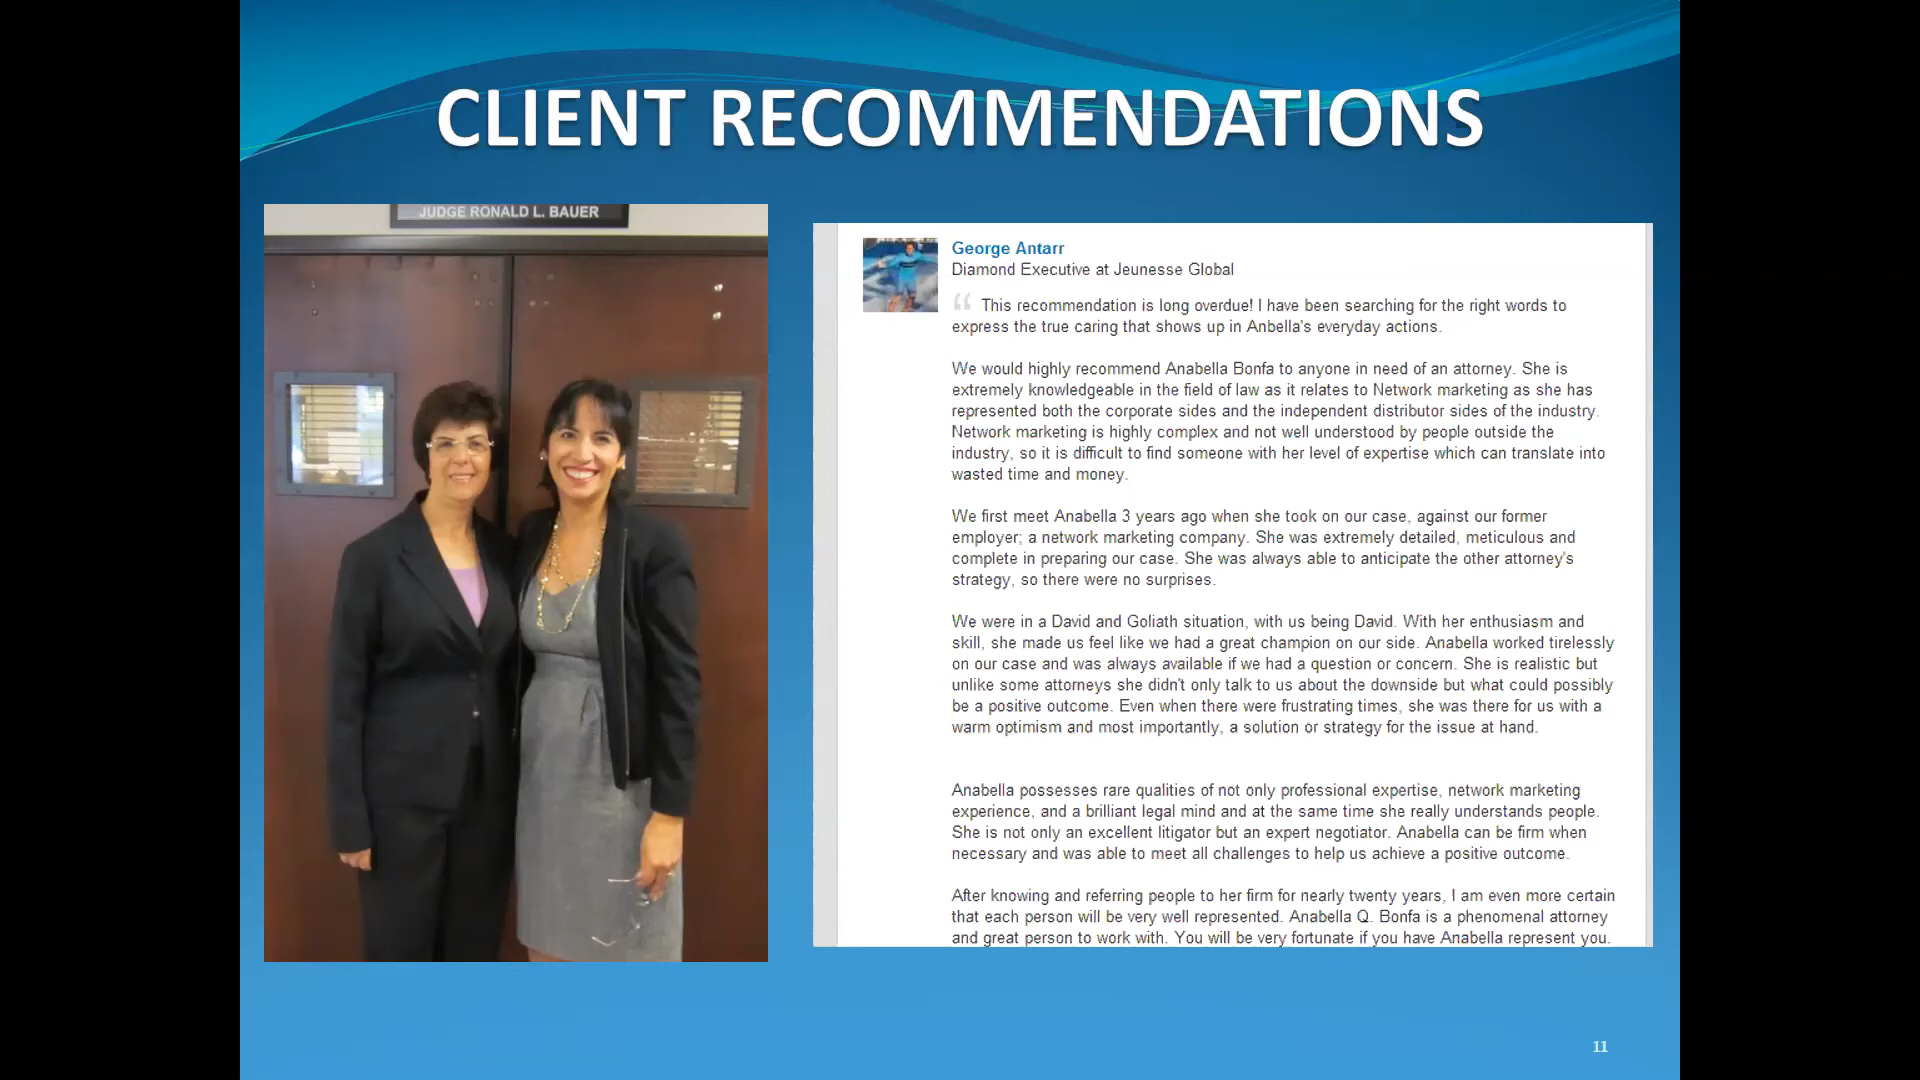 CLIENT RECOMMENDATIONS
JUDGE RONALD L. BAUER
George Antarr
Diamond Executive at Jeunesse Global
“ This recommendation is long overdue! I have been searching for the right words to
express the true caring that shows up in Anbella's everyday actions.
We would highly recommend Anabella Bonfa to anyone in need of an attorney. She is
extremely knowledgeable in the field of law as it relates to Network marketing as she has
represented both the corporate sides and the independent distributor sides of the industry.
Network marketing is highly complex and not well understood by people outside the
industry, so it is difficult to find someone with her level of expertise which can translate into
wasted time and money.
We first meet Anabella 3 years ago when she took on our case, against our former
employer; a network marketing company. She was extremely detailed, meticulous and
complete in preparing our case. She was always able to anticipate the other attorney's
strategy, so there were no surprises.
We were in a David and Goliath situation, with us being David. With her enthusiasm and
skill, she made us feel like we had a great champion on our side. Anabella worked tirelessly
on our case and was always available if we had a question or concern. She is realistic but
unlike some attorneys she didn't only talk to us about the downside but what could possibly
be a positive outcome. Even when there were frustrating times, she was there for us with a
warm optimism and most importantly, a solution or strategy for the issue at hand.
Anabella possesses rare qualities of not only professional expertise, network marketing
experience, and a brilliant legal mind and at the same time she really understands people.
She is not only an excellent litigator but an expert negotiator. Anabella can be firm when
necessary and was able to meet all challenges to help us achieve a positive outcome.
After knowing and referring people to her firm for nearly twenty years, I am even more certain
that each person will be very well represented. Anabella Q. Bonfa is a phenomenal attorney
and great person to work with. You will be very fortunate if you have Anabella represent you.
11